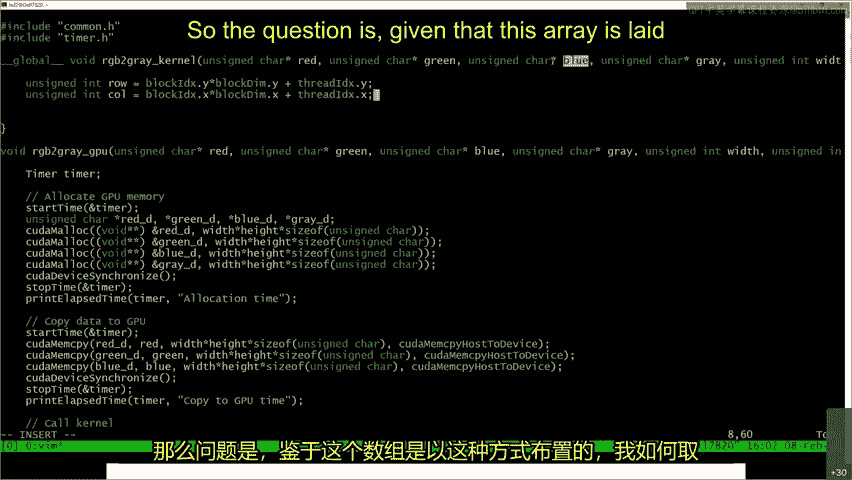 So the question is, given that this array is laid
#include "common.h"
#include "timer.h"
__global__ void rgb2gray_kernel(unsigned char* red, unsigned char* green, unsigned char* blue, unsigned char* gray, unsigned int widt
unsigned int row = blockIdx.y*blockDim.y + threadIdx.y;
unsigned int col = blockIdx.x*blockDim.x + threadIdx.x;
}
void rgb2gray_gpu(unsigned char* red, unsigned char* green, unsigned char* blue, unsigned char* gray, unsigned int width, unsigned in
Timer timer;
// Allocate GPU memory
startTime(&timer);
unsigned char *red_d, *green_d, *blue_d, *gray_d;
cudaMalloc((void**) &red_d, width*height*sizeof(unsigned char));
cudaMalloc((void**) &green_d, width*height*sizeof(unsigned char));
cudaMalloc((void**) &blue_d, width*height*sizeof(unsigned char));
cudaMalloc((void**) &gray_d, width*height*sizeof(unsigned char));
cudaDeviceSynchronize();
stopTime(&timer);
printElapsedTime(timer, "Allocation time");
// Copy data to GPU
startTime(&timer);
cudaMemcpy(red_d, red, width*height*sizeof(unsigned char), cudaMemcpyHostToDevice);
cudaMemcpy(green_d, green, width*height*sizeof(unsigned char), cudaMemcpyHostToDevice);
cudaMemcpy(blue_d, blue, width*height*sizeof(unsigned char), cudaMemcpyHostToDevice);
cudaDeviceSynchronize();
stopTime(&timer);
printElapsedTime(timer, "Copy to GPU time");
// Call kernel
-- INSERT -- 8,60 To
[0] 0:vim* 16:07 08-Feb-
那么问题是，鉴于这个数组是以这种方式布置的，我如何取
+30